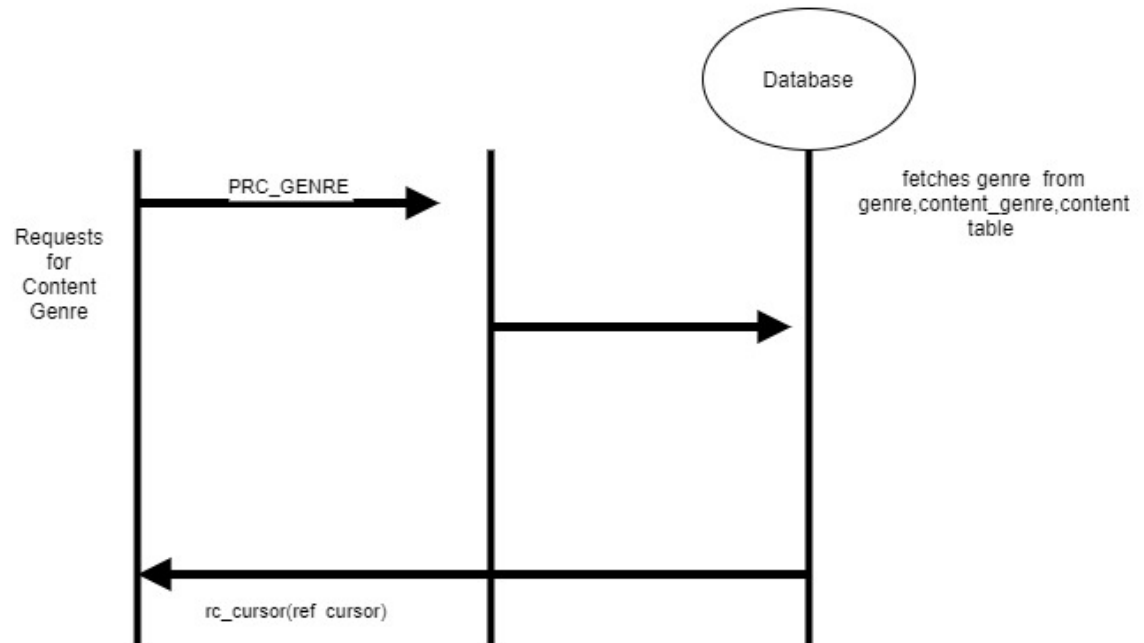 Database
PRC_GENRE
fetches genre from
genre,content_genre,content
table
Requests
for
Content
Genre
rc_cursor(ref cursor)